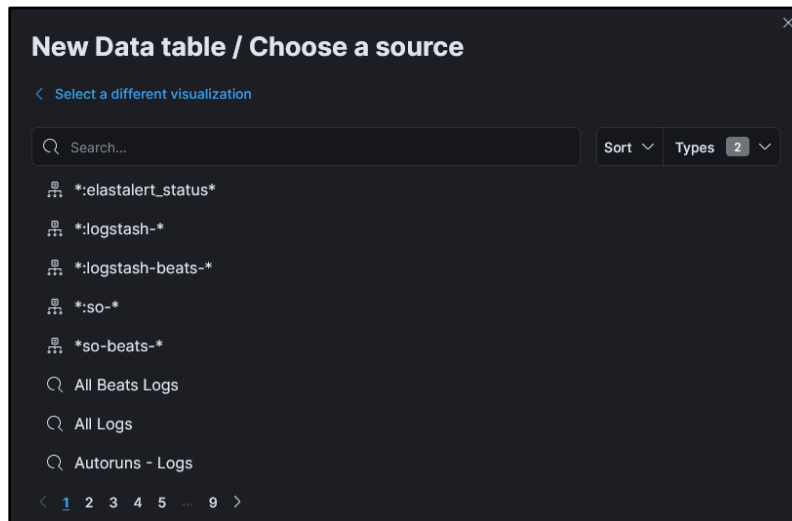 New Data table / Choose a source
Select a different visualization
Search... Sort Types 2
*:elastalert_status*
*:logstash-*
*:logstash-beats-*
*:so-*
*so-beats-*
All Beats Logs
All Logs
Autoruns - Logs
1 2 3 4 5 ... 9